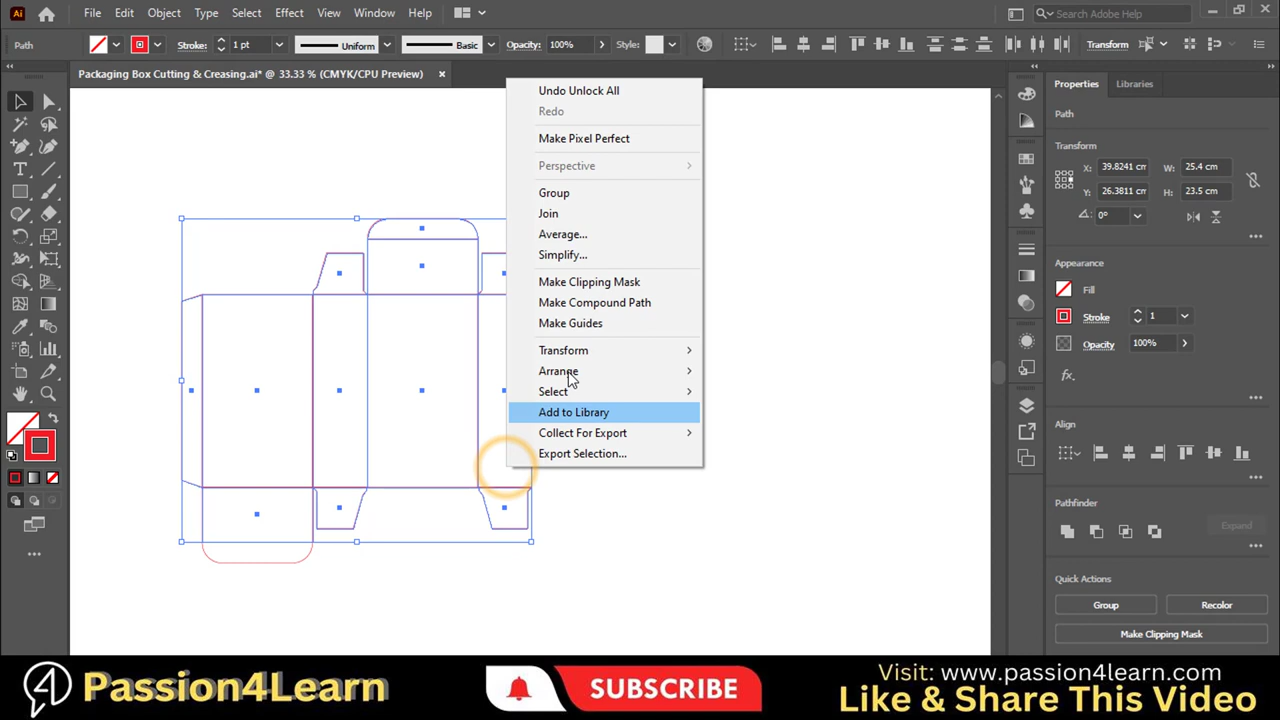 Ai File Edit Object Type Select Effect View Window Help Search Adobe Help
Path Stroke: 1 pt Uniform Basic Opacity: 100% Style: Transform
Packaging Box Cutting & Creasing.ai* @ 33.33 % (CMYK/CPU Preview) ×
Undo Unlock All
Redo
Make Pixel Perfect
Perspective
Group
Join
Average...
Simplify...
Make Clipping Mask
Make Compound Path
Make Guides
Transform
Arrange
Select
Add to Library
Collect For Export
Export Selection...
Properties Libraries
Path
Transform
X: 39.8241 cm W: 25.4 cm
Y: 26.3811 cm H: 23.5 cm
0°
Appearance
Fill
Stroke 1
Opacity 100%
fx
Align
Pathfinder
Expand
Quick Actions
Group Recolor
Make Clipping Mask
Passion4Learn
SUBSCRIBE
Visit: www.passion4learn.com
Like & Share This Video